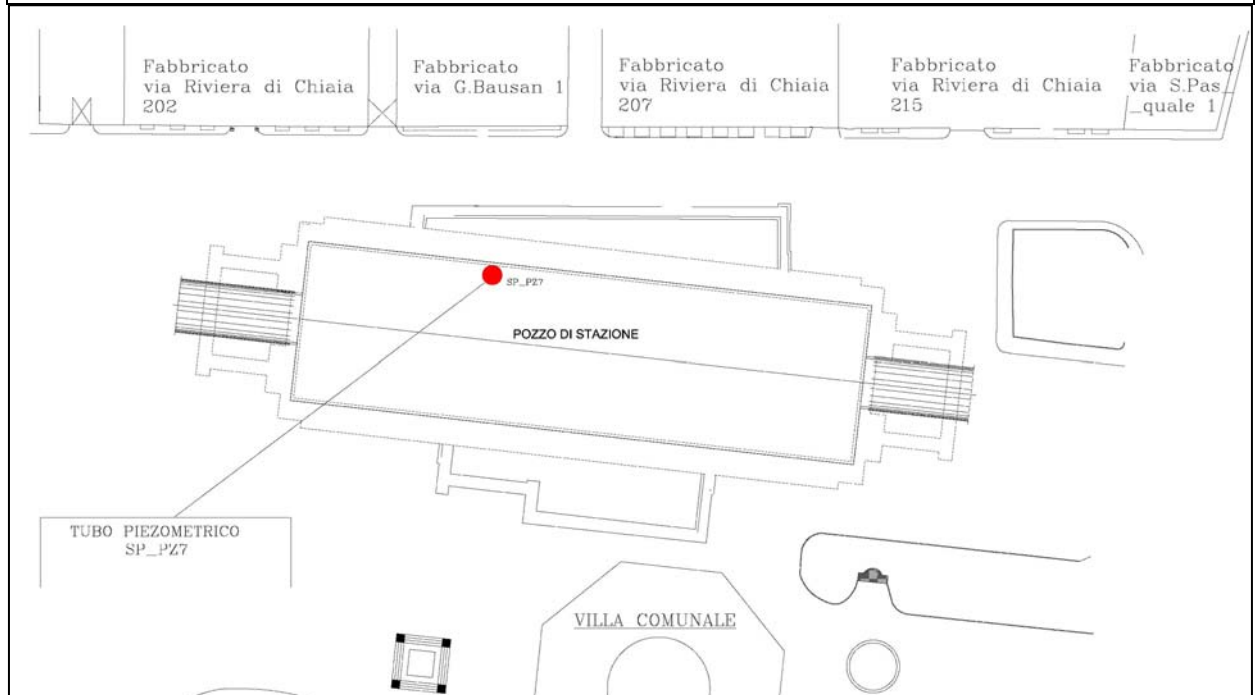 Fabbricato
via Riviera di Chiaia
202
Fabbricato
via G.Bausan 1
Fabbricato
via Riviera di Chiaia
207
Fabbricato
via Riviera di Chiaia
215
Fabbricato
via S.Pas_
_quale 1
SP_PZ7
POZZO DI STAZIONE
TUBO PIEZOMETRICO
SP_PZ7
VILLA COMUNALE